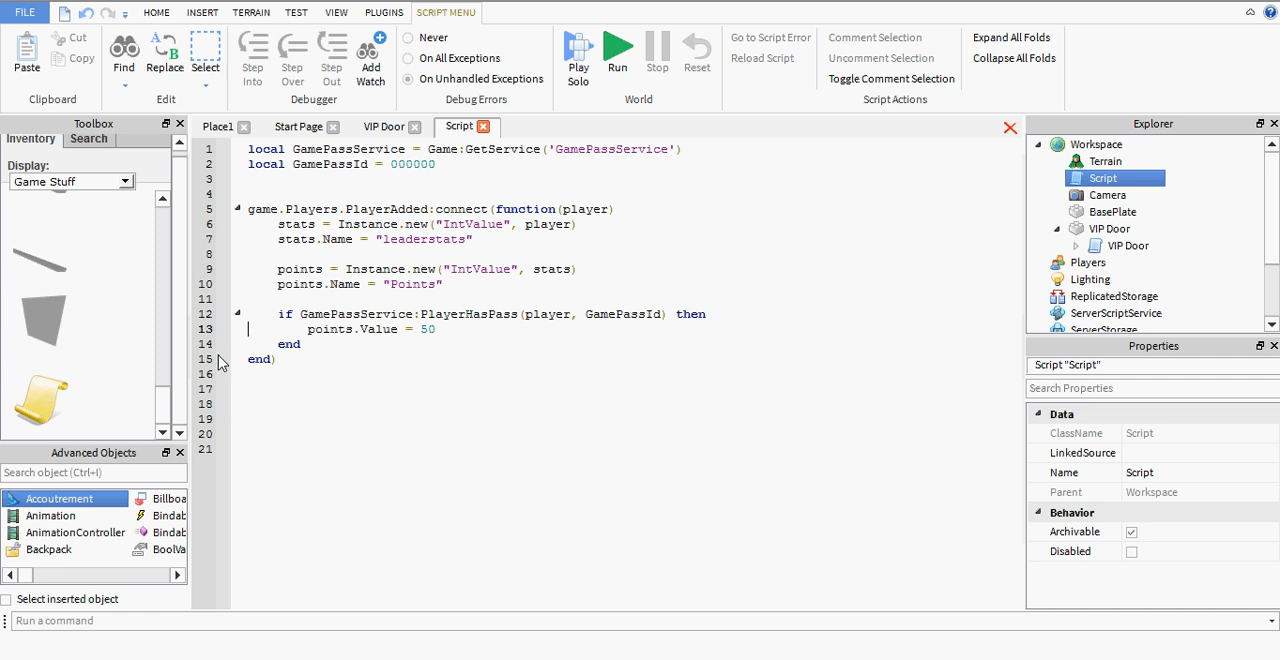 FILE HOME INSERT TERRAIN TEST VIEW PLUGINS SCRIPT MENU
Paste Cut Copy
Clipboard
Find Replace Select
Edit
Step Into Step Over Step Out Add Watch
Debugger
Never
On All Exceptions
On Unhandled Exceptions
Debug Errors
Play Solo Run Stop Reset
World
Go to Script Error
Reload Script
Comment Selection
Uncomment Selection
Toggle Comment Selection
Expand All Folds
Collapse All Folds
Script Actions
Toolbox
Inventory Search
Display:
Game Stuff
Advanced Objects
Search object (Ctrl+I)
Accoutrement Billboa
Animation Bindab
AnimationController Bindab
Backpack BoolVa
Select inserted object
Run a command
Place1 Start Page VIP Door Script
1 local GamePassService = Game:GetService('GamePassService')
2 local GamePassId = 000000
3
4
5 game.Players.PlayerAdded:connect(function(player)
6 stats = Instance.new("IntValue", player)
7 stats.Name = "leaderstats"
8
9 points = Instance.new("IntValue", stats)
10 points.Name = "Points"
11
12 if GamePassService:PlayerHasPass(player, GamePassId) then
13 points.Value = 50
14 end
15 end)
16
17
18
19
20
21
Explorer
Workspace
Terrain
Script
Camera
BasePlate
VIP Door
VIP Door
Players
Lighting
ReplicatedStorage
ServerScriptService
ServerStorage
Properties
Script "Script"
Search Properties
Data
ClassName Script
LinkedSource
Name Script
Parent Workspace
Behavior
Archivable
Disabled